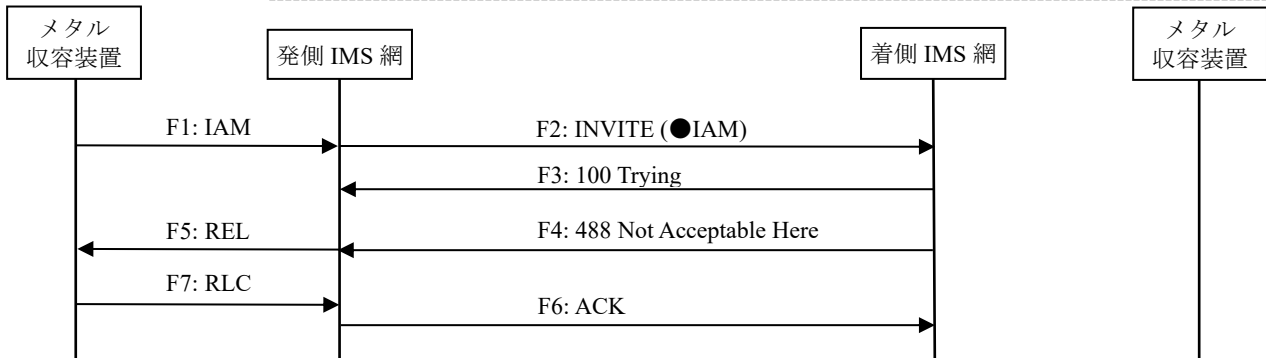 メタル
収容装置
発側 IMS 網
着側 IMS 網
メタル
収容装置
F1: IAM
F2: INVITE (●IAM)
F3: 100 Trying
F5: REL
F4: 488 Not Acceptable Here
F7: RLC
F6: ACK